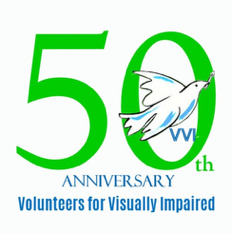 50th
VVI
ANNIVERSARY
Volunteers for Visually Impaired